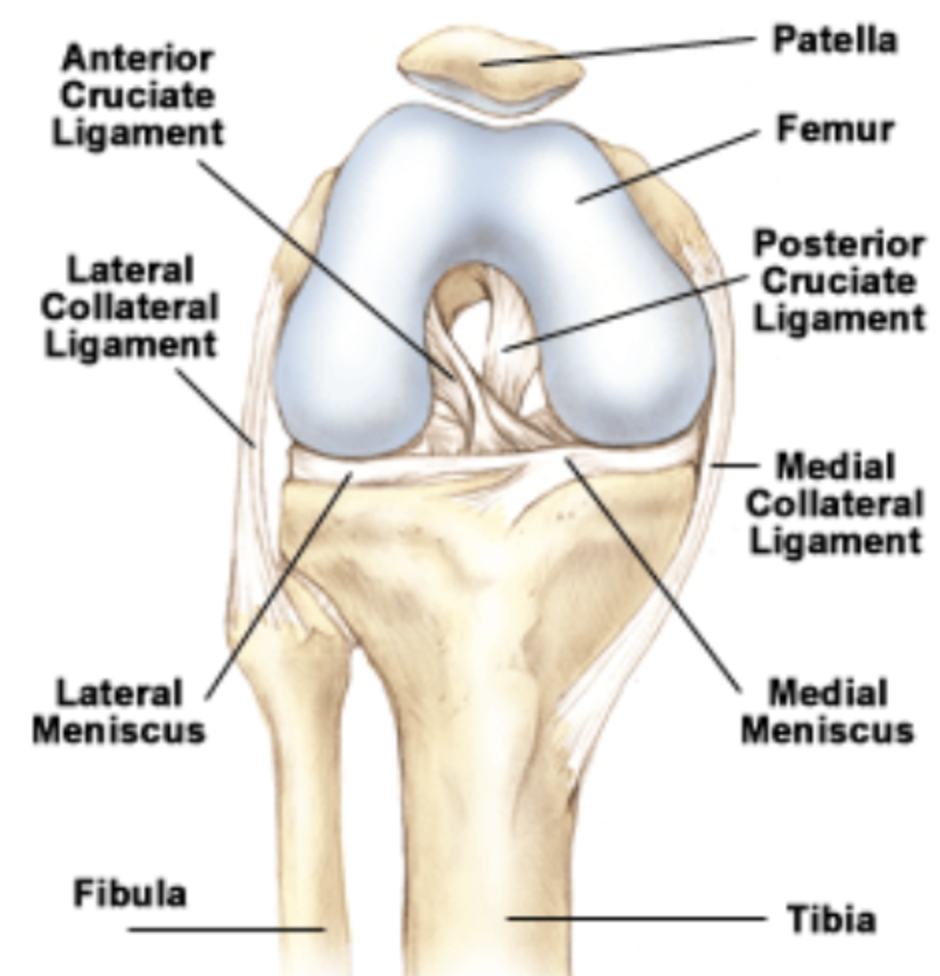 Patella
Anterior
Cruciate
Ligament
Femur
Posterior
Cruciate
Ligament
Lateral
Collateral
Ligament
Medial
Collateral
Ligament
Lateral
Meniscus
Medial
Meniscus
Fibula
Tibia